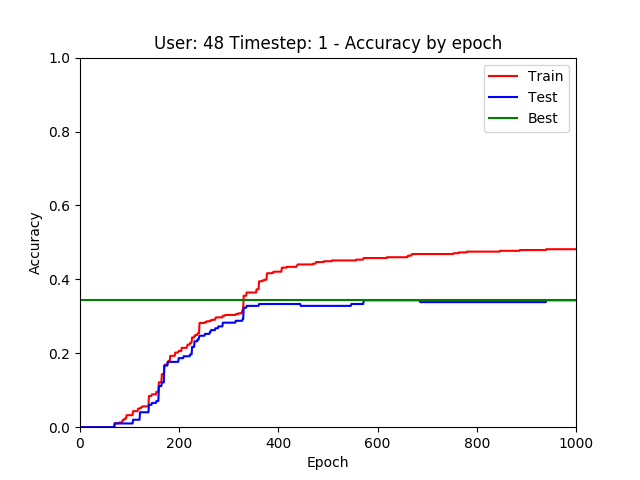 User: 48 Timestep: 1 - Accuracy by epoch
1.0
0.8
0.6
0.4
0.2
0.0
Accuracy
Train
Test
Best
0 200 400 600 800 1000
Epoch